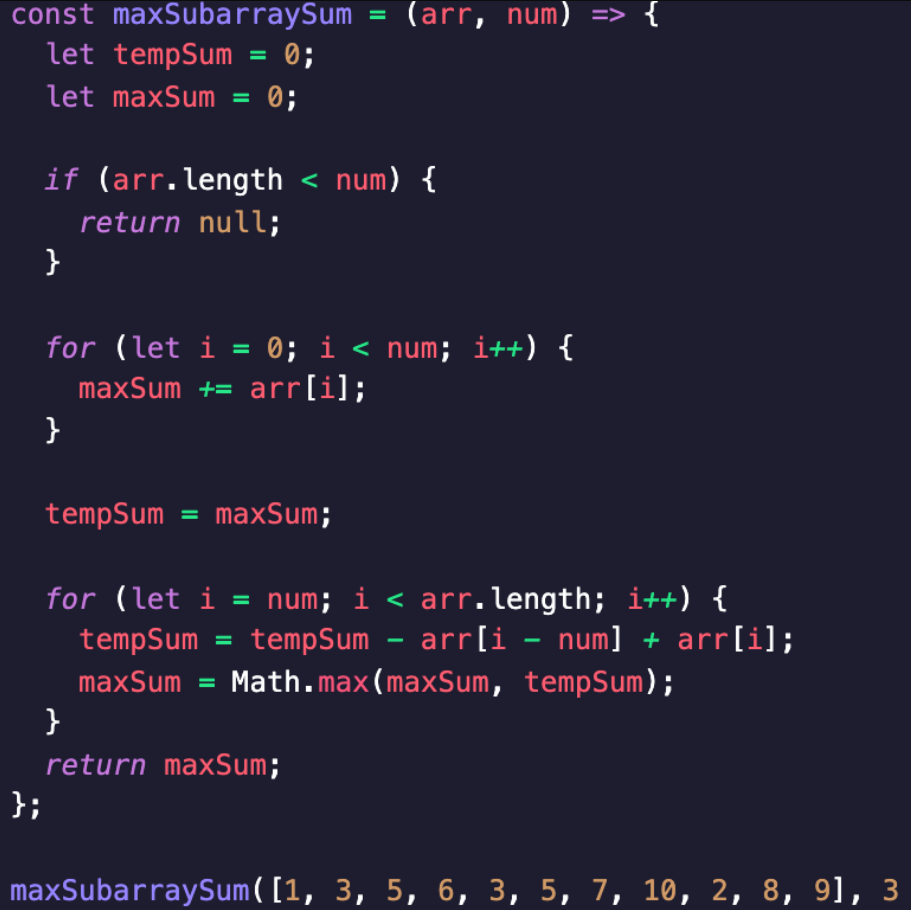 const maxSubarraySum = (arr, num) => {
  let tempSum = 0;
  let maxSum = 0;

  if (arr.length < num) {
    return null;
  }

  for (let i = 0; i < num; i++) {
    maxSum += arr[i];
  }

  tempSum = maxSum;

  for (let i = num; i < arr.length; i++) {
    tempSum = tempSum - arr[i - num] + arr[i];
    maxSum = Math.max(maxSum, tempSum);
  }
  return maxSum;
};

maxSubarraySum([1, 3, 5, 6, 3, 5, 7, 10, 2, 8, 9], 3